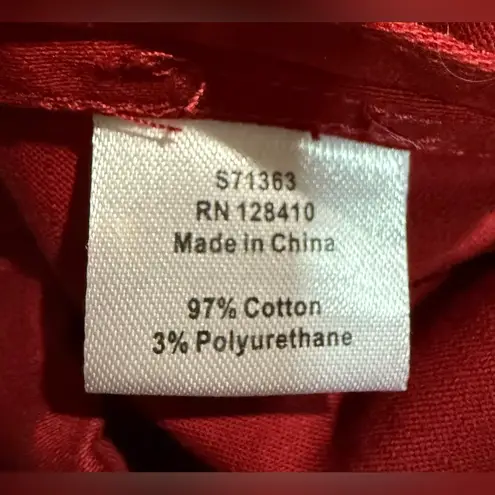 S71363
RN 128410
Made in China
97% Cotton
3% Polyurethane